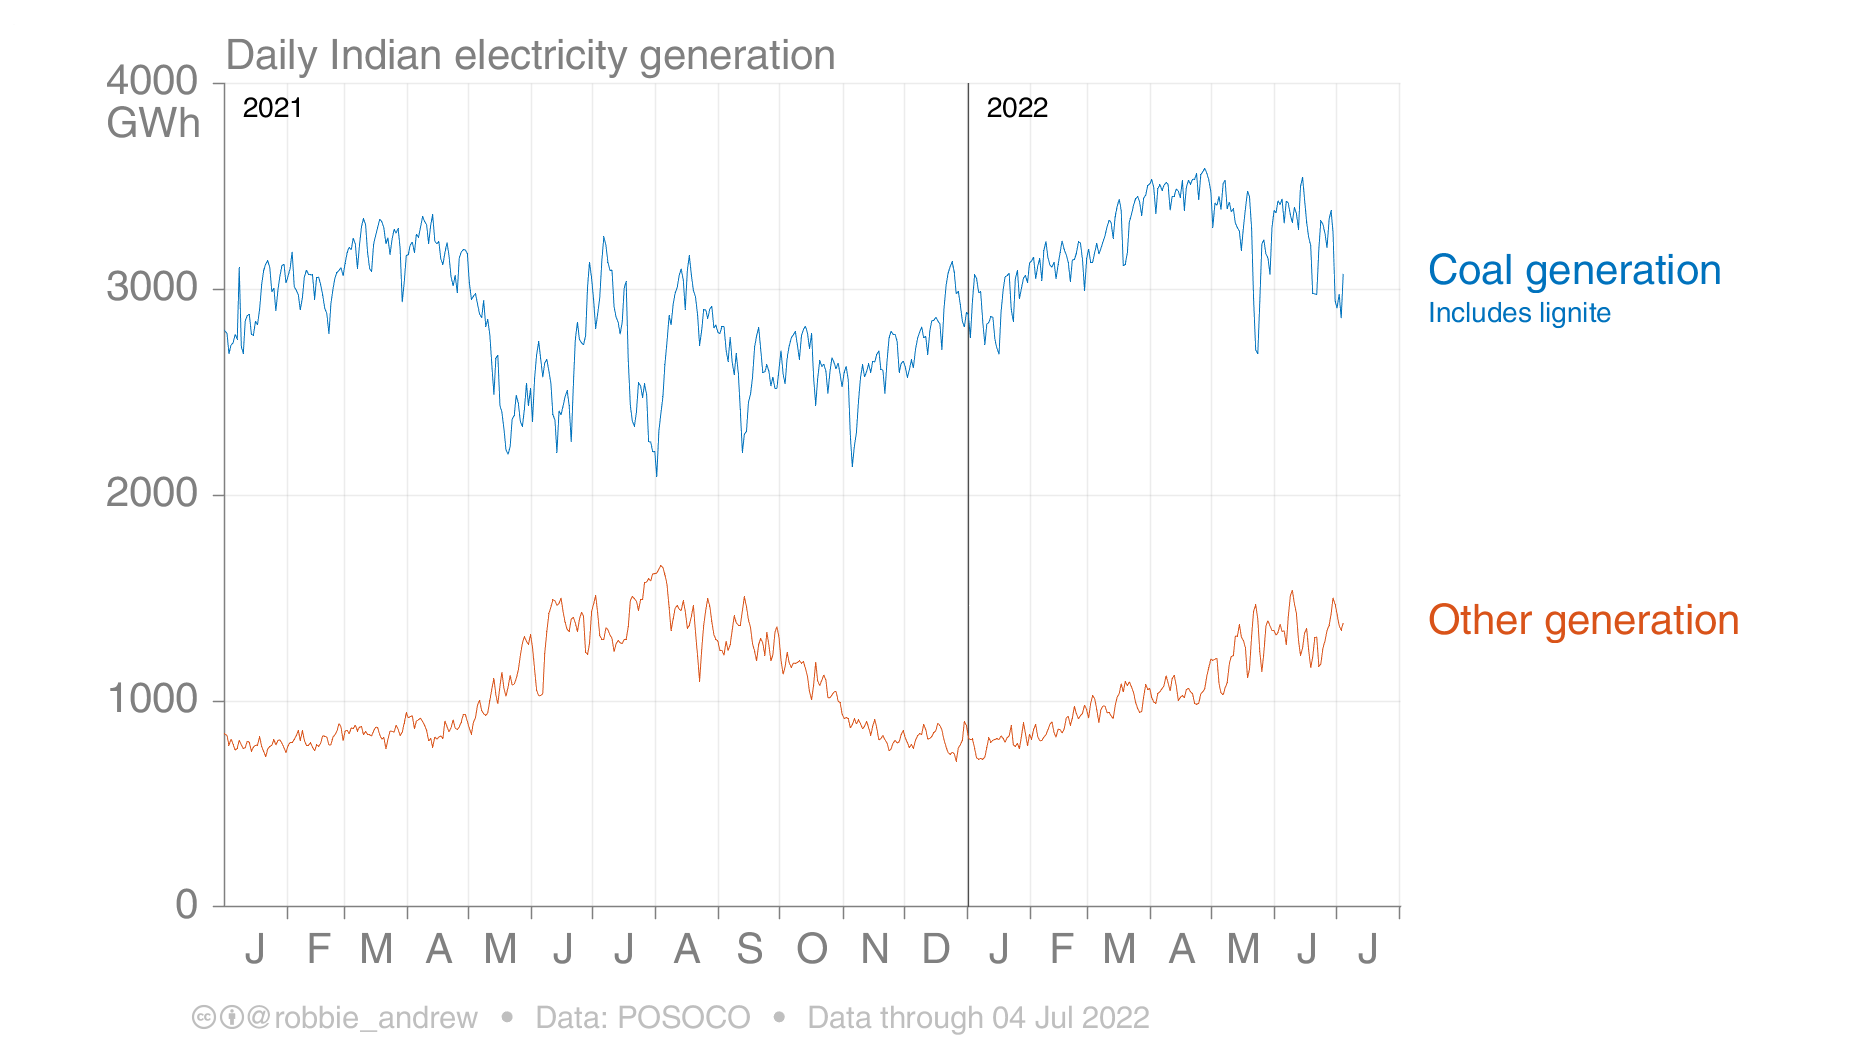 Daily Indian electricity generation
4000
GWh
2021
2022
3000
2000
1000
0
Coal generation
Includes lignite
Other generation
J F M A M J J A S O N D J F M A M J J
cc @robbie_andrew • Data: POSOCO • Data through 04 Jul 2022